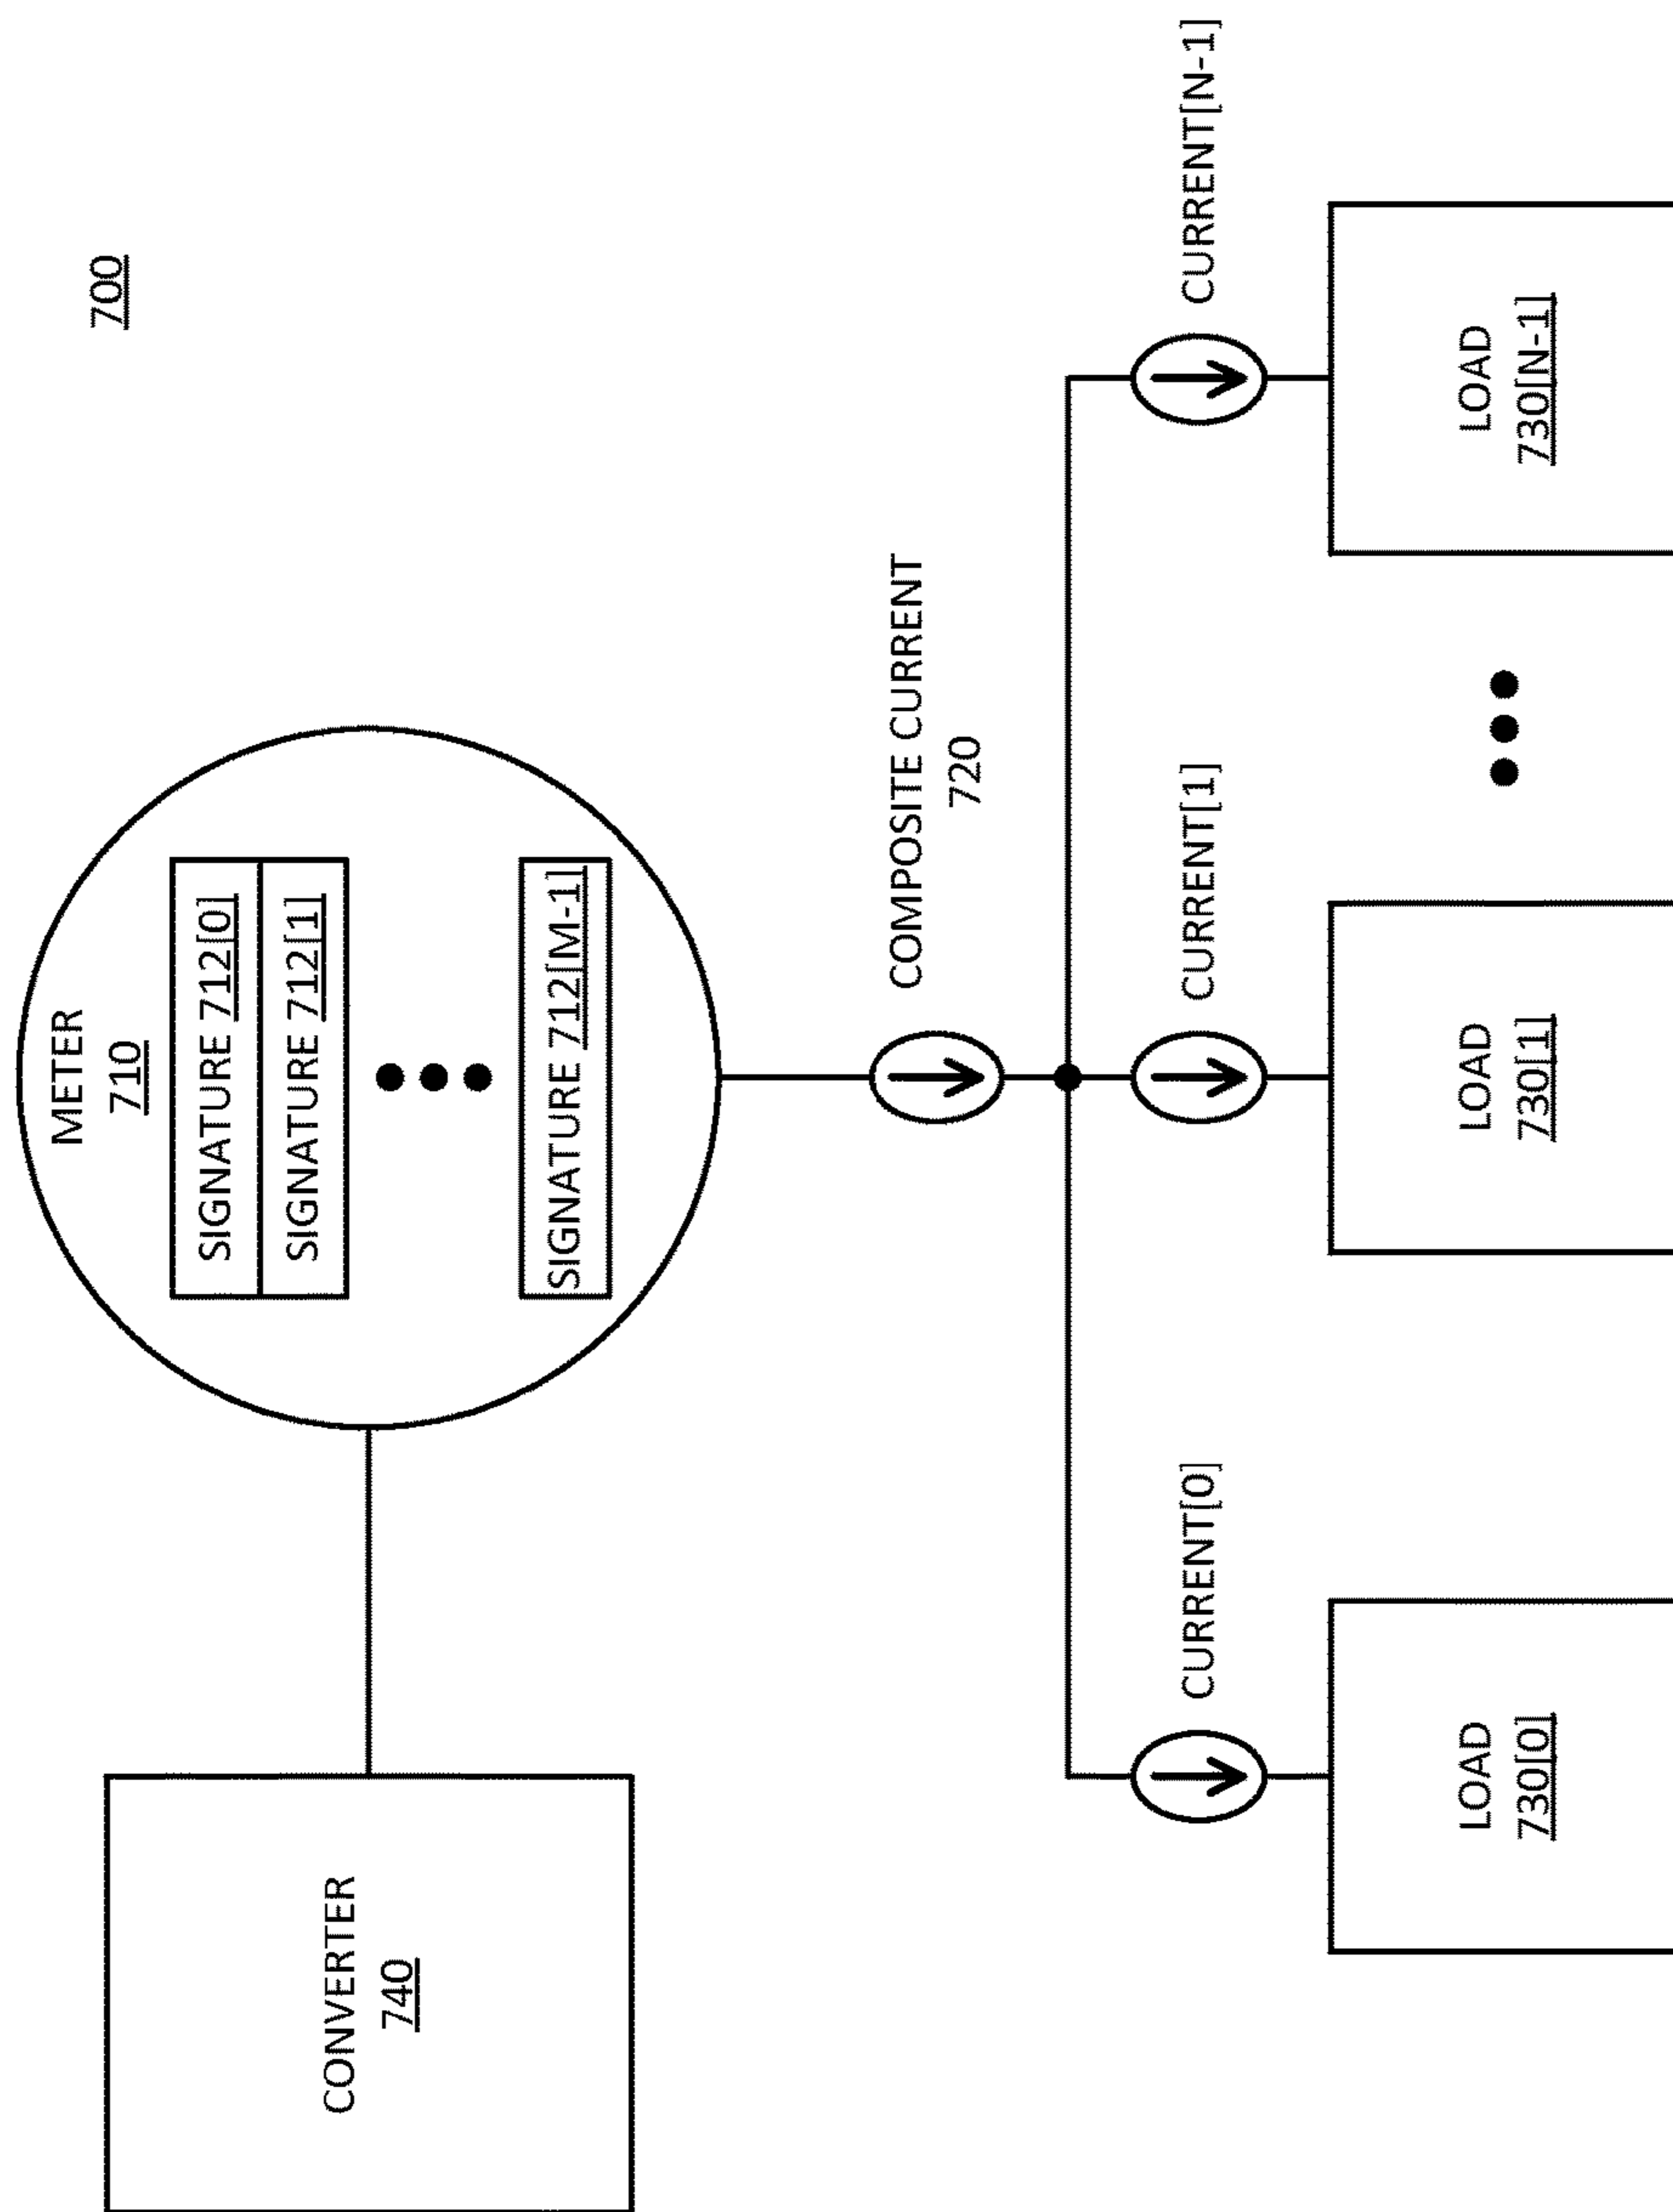 700
METER
710
SIGNATURE 712[0]
SIGNATURE 712[1]
SIGNATURE 712[M-1]
CONVERTER
740
COMPOSITE CURRENT
720
CURRENT[0]
CURRENT[1]
CURRENT[N-1]
LOAD
730[0]
LOAD
730[1]
LOAD
730[N-1]